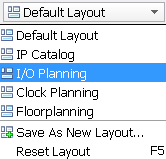 Default Layout
Default Layout
IP Catalog
I/O Planning
Clock Planning
Floorplanning
Save As New Layout...
Reset Layout F5